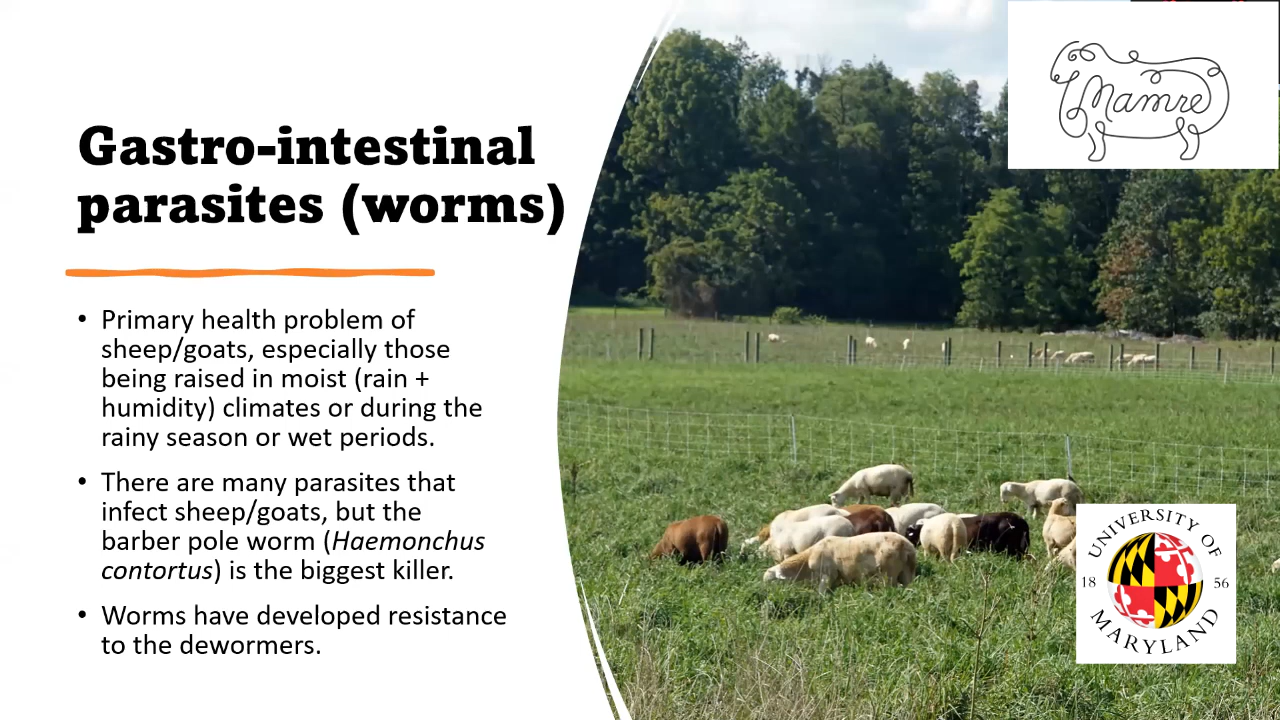 Gastro-intestinal
parasites (worms)
• Primary health problem of
sheep/goats, especially those
being raised in moist (rain +
humidity) climates or during the
rainy season or wet periods.
• There are many parasites that
infect sheep/goats, but the
barber pole worm (Haemonchus
contortus) is the biggest killer.
• Worms have developed resistance
to the dewormers.
Mamre
UNIVERSITY OF
18 56
MARYLAND